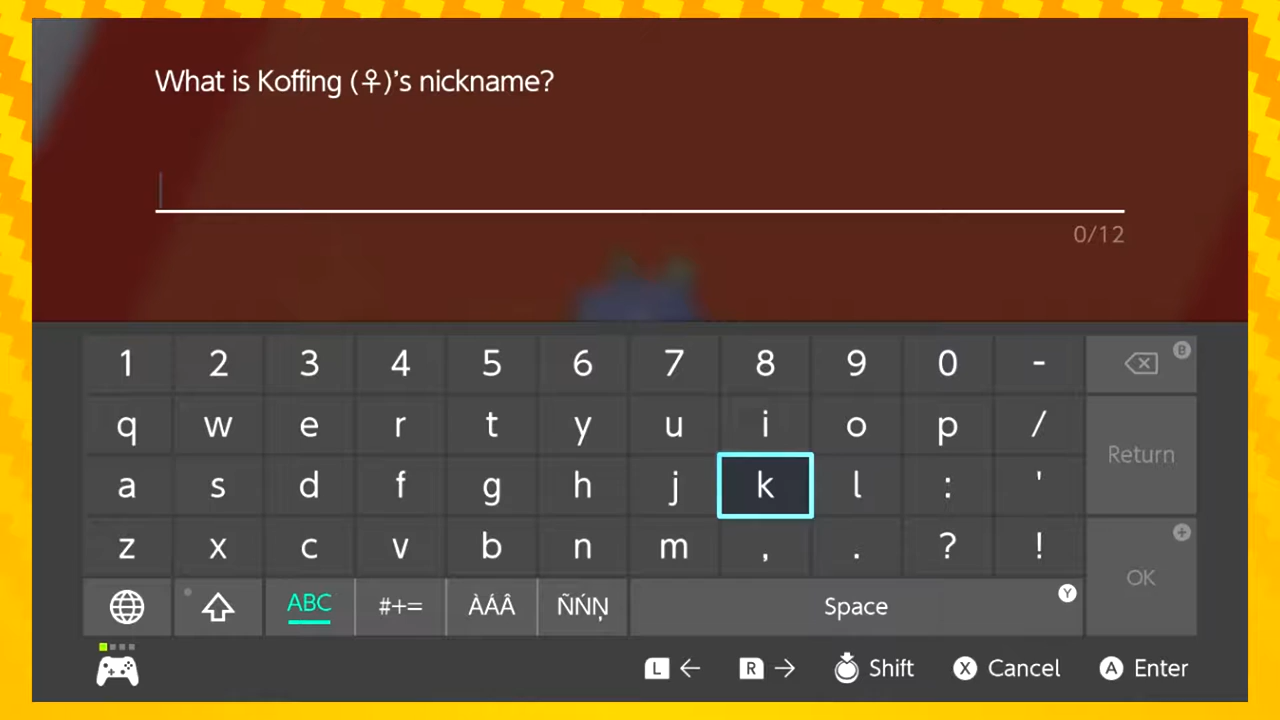 What is Koffing (♀)'s nickname?
0/12
1 2 3 4 5 6 7 8 9 0 - B
q w e r t y u i o p / Return
a s d f g h j k l : '
z x c v b n m , . ? ! + OK
ABC #+= ÀÁÂ ÑŃŅ Space Y
L ← R → Shift X Cancel A Enter